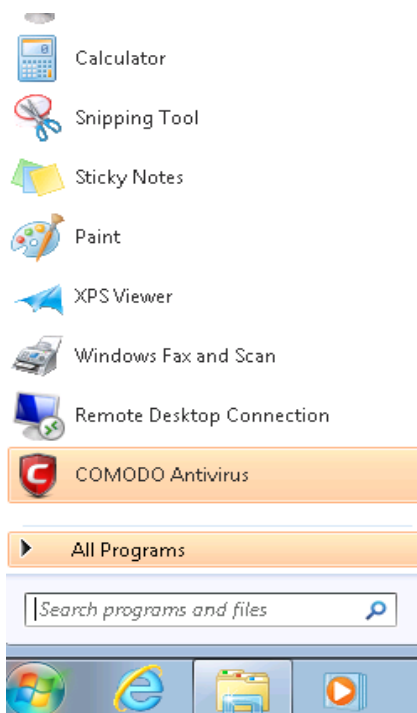 Calculator
Snipping Tool
Sticky Notes
Paint
XPS Viewer
Windows Fax and Scan
Remote Desktop Connection
COMODO Antivirus
All Programs
Search programs and files